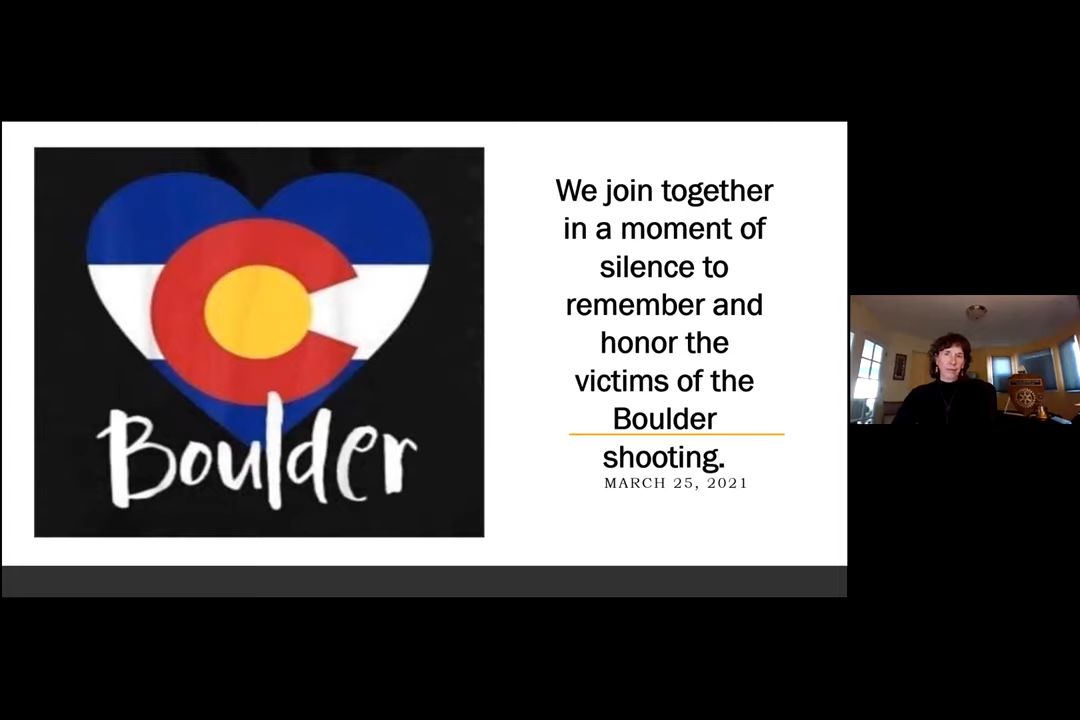 We join together
in a moment of
silence to
remember and
honor the
victims of the
Boulder
shooting.
MARCH 25, 2021
Boulder